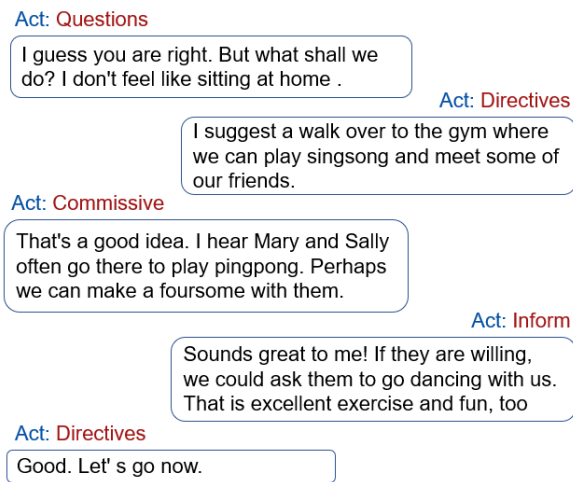 Act: Questions
I guess you are right. But what shall we
do? I don't feel like sitting at home .
Act: Directives
I suggest a walk over to the gym where
we can play singsong and meet some of
our friends.
Act: Commissive
That's a good idea. I hear Mary and Sally
often go there to play pingpong. Perhaps
we can make a foursome with them.
Act: Inform
Sounds great to me! If they are willing,
we could ask them to go dancing with us.
That is excellent exercise and fun, too
Act: Directives
Good. Let' s go now.